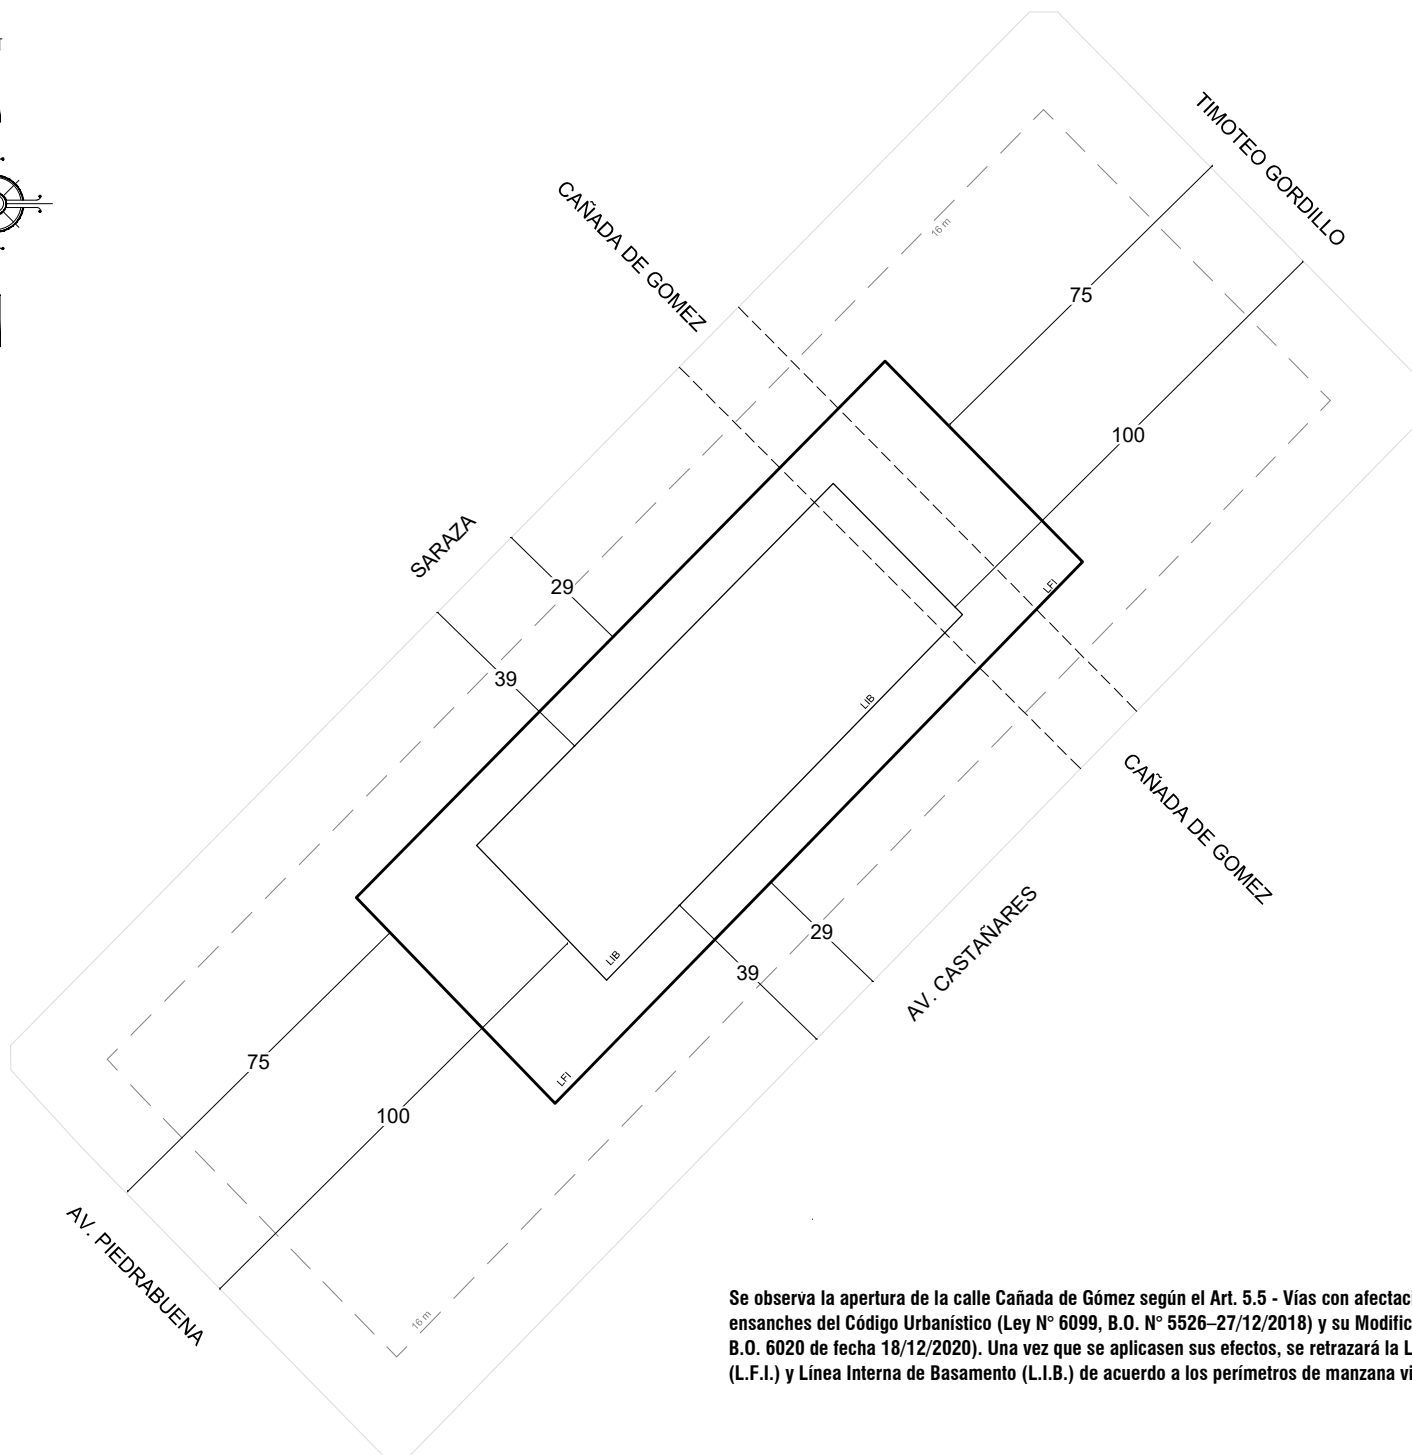 TIMOTEO GORDILLO
CAÑADA DE GOMEZ
16 m
75
100
SARAZA
29
39
LFI
LIB
CAÑADA DE GOMEZ
29
AV. CASTAÑARES
39
LIB
75
LFI
100
AV. PIEDRABUENA
16 m
Se observa la apertura de la calle Cañada de Gómez según el Art. 5.5 - Vías con
ensanches del Código Urbanístico (Ley N° 6099, B.O. N° 5526–27/12/2018) y su
B.O. 6020 de fecha 18/12/2020). Una vez que se aplicasen sus efectos, se retrazará la
(L.F.I.) y Línea Interna de Basamento (L.I.B.) de acuerdo a los perímetros de manzana